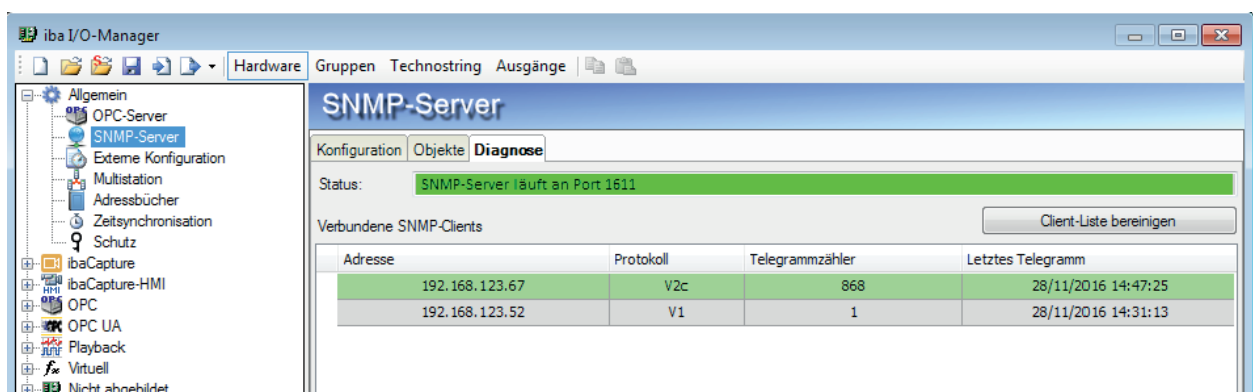 iba I/O-Manager
Hardware Gruppen Technostring Ausgänge
Allgemein
OPC-Server
SNMP-Server
Externe Konfiguration
Multistation
Adressbücher
Zeitsynchronisation
Schutz
ibaCapture
ibaCapture-HMI
OPC
OPC UA
Playback
Virtuell
Nicht abgebildet
SNMP-Server
Konfiguration Objekte Diagnose
Status: SNMP-Server läuft an Port 1611
Verbundene SNMP-Clients Client-Liste bereinigen
Adresse Protokoll Telegrammzähler Letztes Telegramm
192.168.123.67 V2c 868 28/11/2016 14:47:25
192.168.123.52 V1 1 28/11/2016 14:31:13